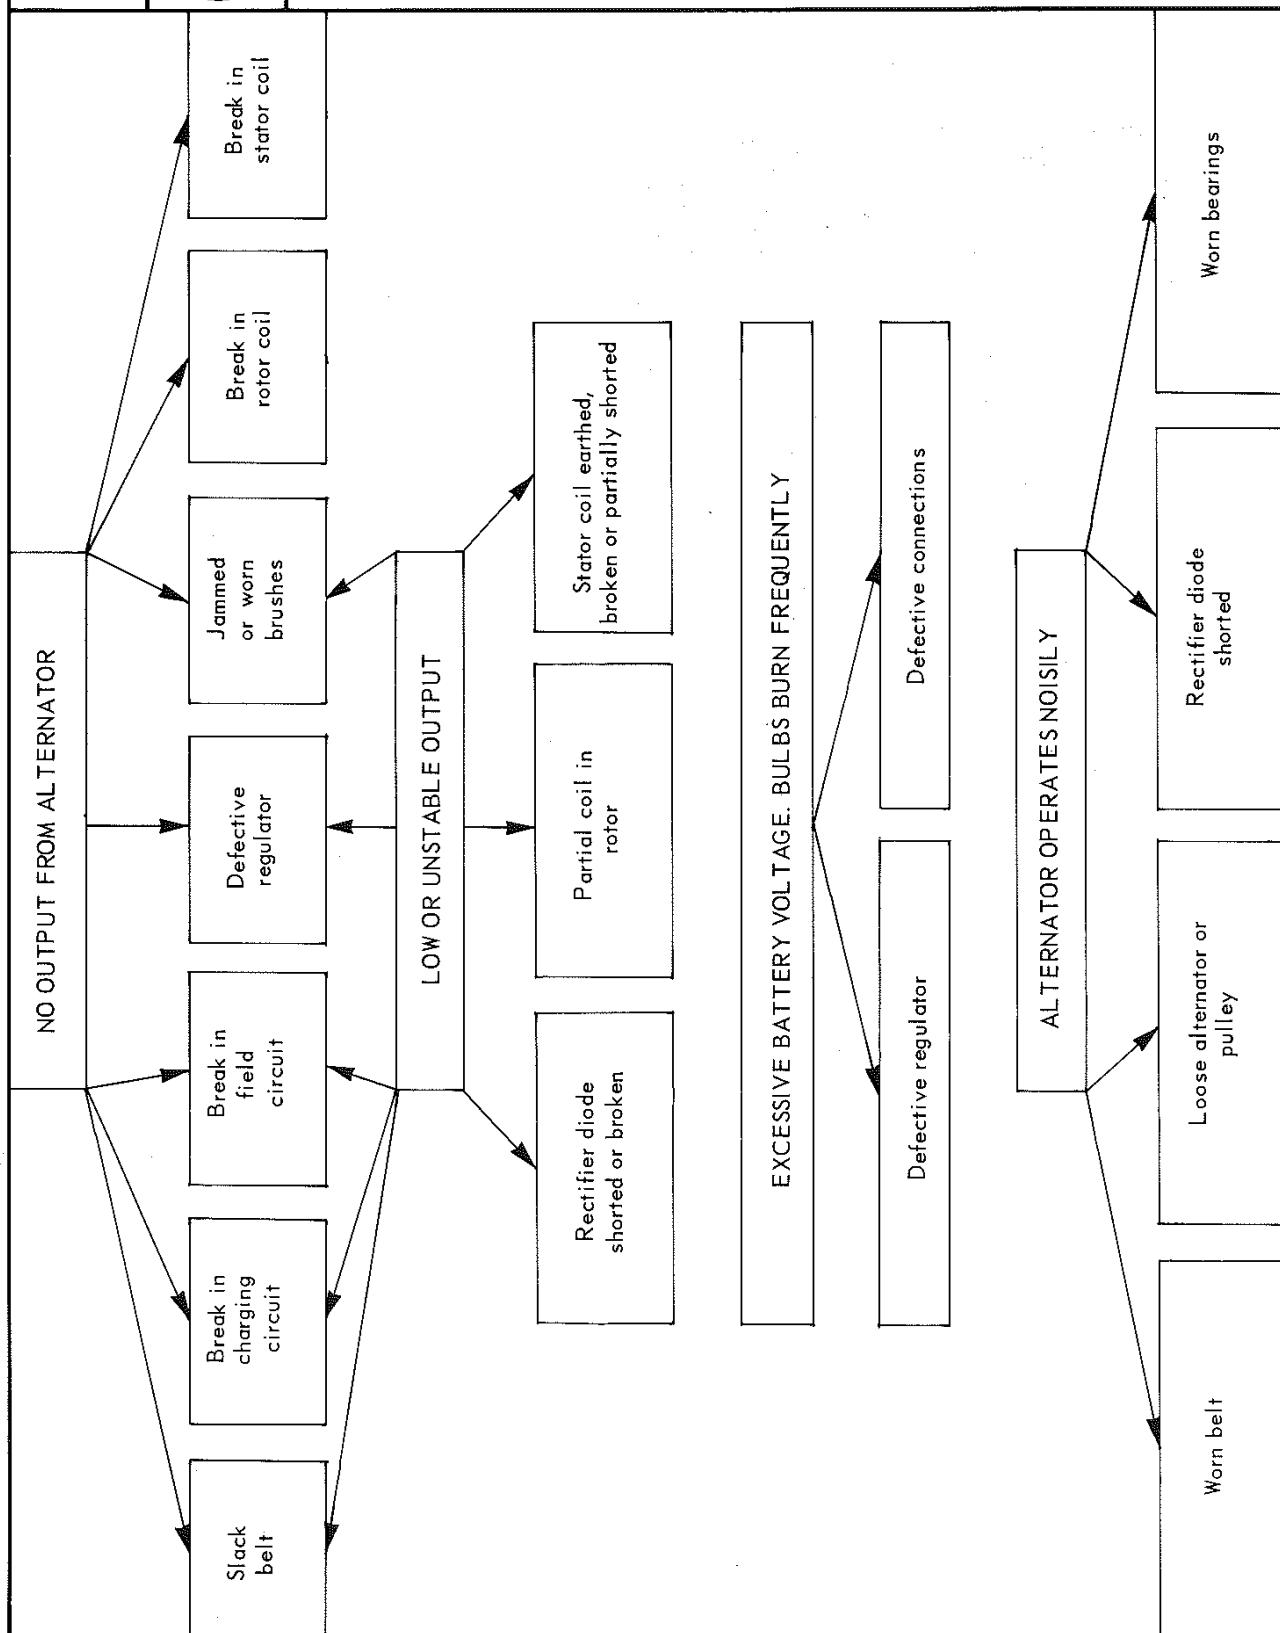 NO OUTPUT FROM ALTERNATOR
Slack
belt
Break in
charging
circuit
Break in
field
circuit
Defective
regulator
Jammed
or worn
brushes
Break in
rotor coil
Break in
stator coil
LOW OR UNSTABLE OUTPUT
Rectifier diode
shorted or broken
Partial coil in
rotor
Stator coil earthed,
broken or partially shorted
EXCESSIVE BATTERY VOLTAGE. BULBS BURN FREQUENTLY
Defective regulator
Defective connections
ALTERNATOR OPERATES NOISILY
Worn belt
Loose alternator or
pulley
Rectifier diode
shorted
Worn bearings